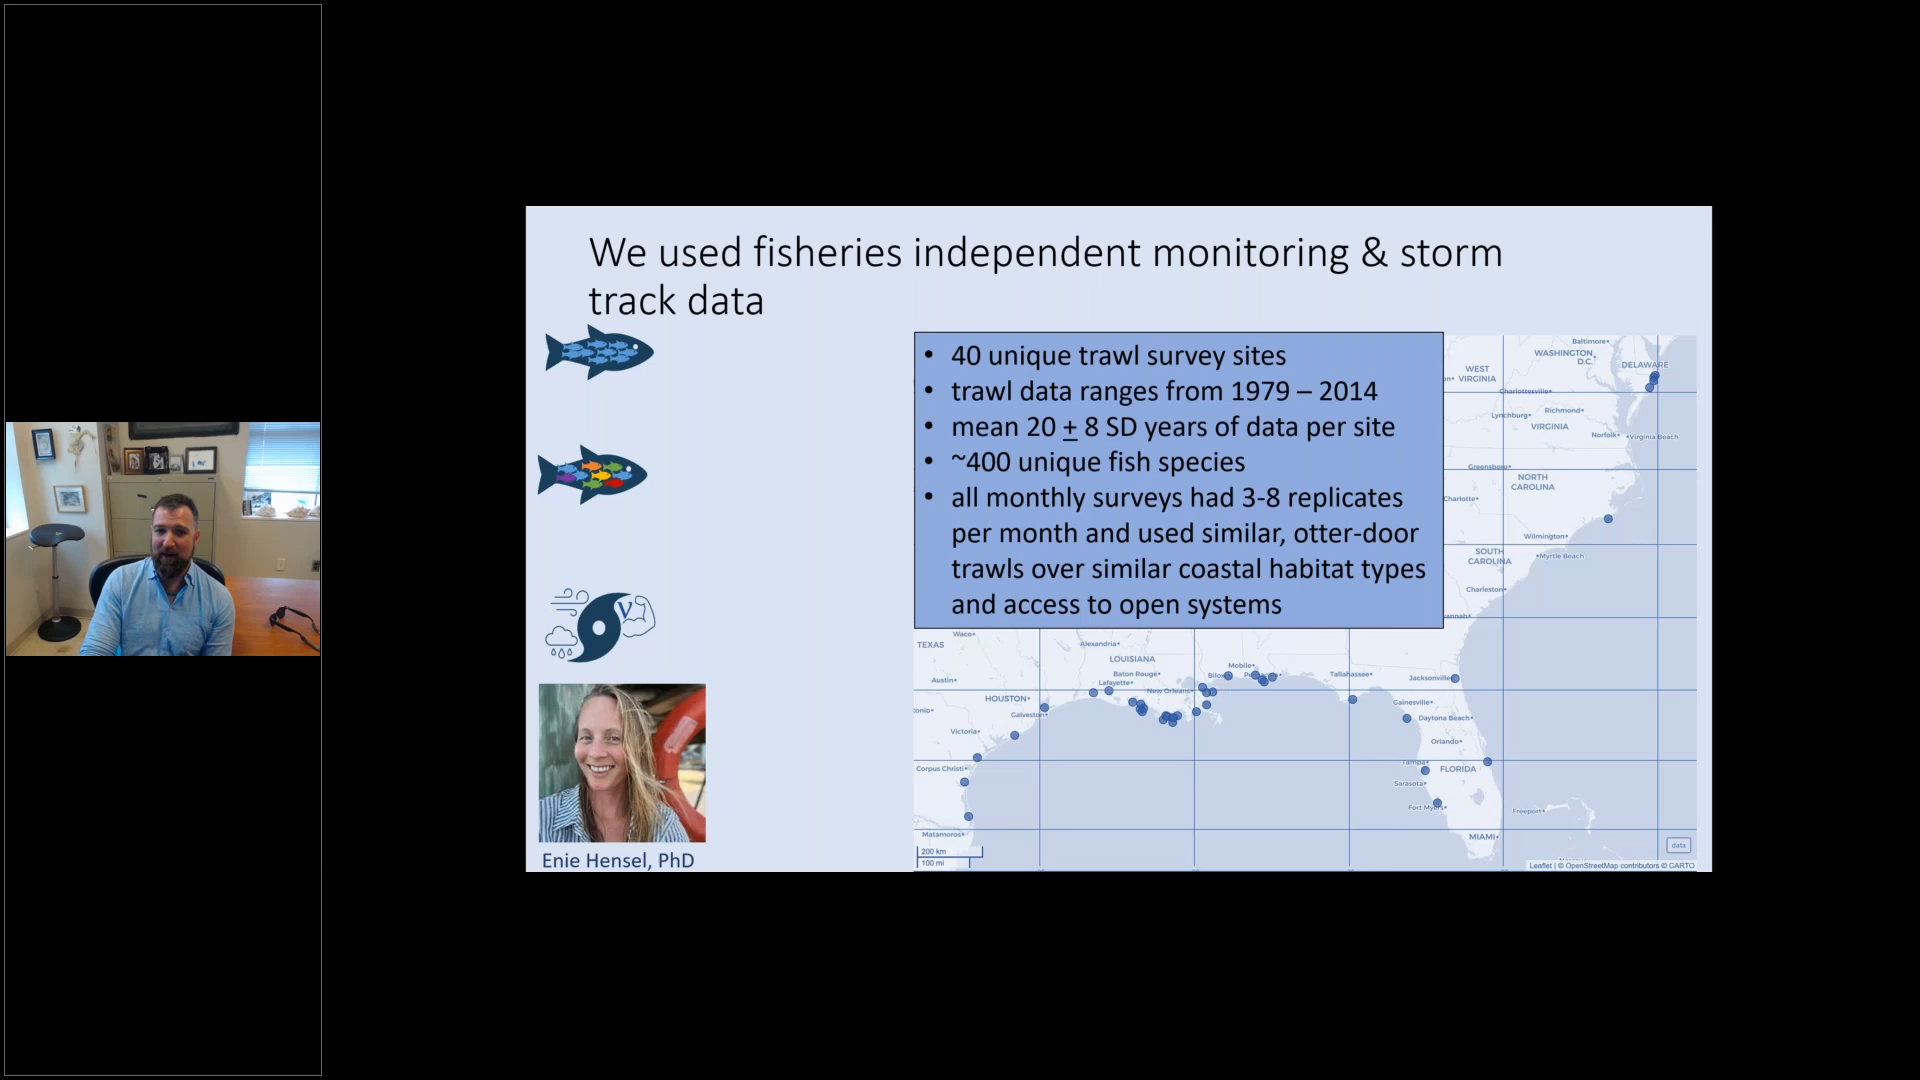 We used fisheries independent monitoring & storm
track data
• 40 unique trawl survey sites
• trawl data ranges from 1979 – 2014
• mean 20 ± 8 SD years of data per site
• ~400 unique fish species
• all monthly surveys had 3-8 replicates
per month and used similar, otter-door
trawls over similar coastal habitat types
and access to open systems
V
Enie Hensel, PhD
Baltimore
WASHINGTON
D.C.
DELAWARE
WEST
VIRGINIA
Charlottesville
Lynchburg
Richmond
VIRGINIA
Norfolk
Virginia Beach
Greensboro
NORTH
CAROLINA
Charlotte
Wilmington
SOUTH
CAROLINA
Myrtle Beach
Charleston
annah
Waco
TEXAS
Alexandria
LOUISIANA
Mobile
Austin
Baton Rouge
Lafayette
Bilox
Tallahassee
Jacksonville
HOUSTON
New Orleans
Gainesville
onio
Galveston
Daytona Beach
Victoria
Orlando
Corpus Christi
Tampa
FLORIDA
Sarasota
Fort Myers
Freeport
Matamoros
MIAMI
data
200 km
100 mi
Leaflet | © OpenStreetMap contributors © CARTO